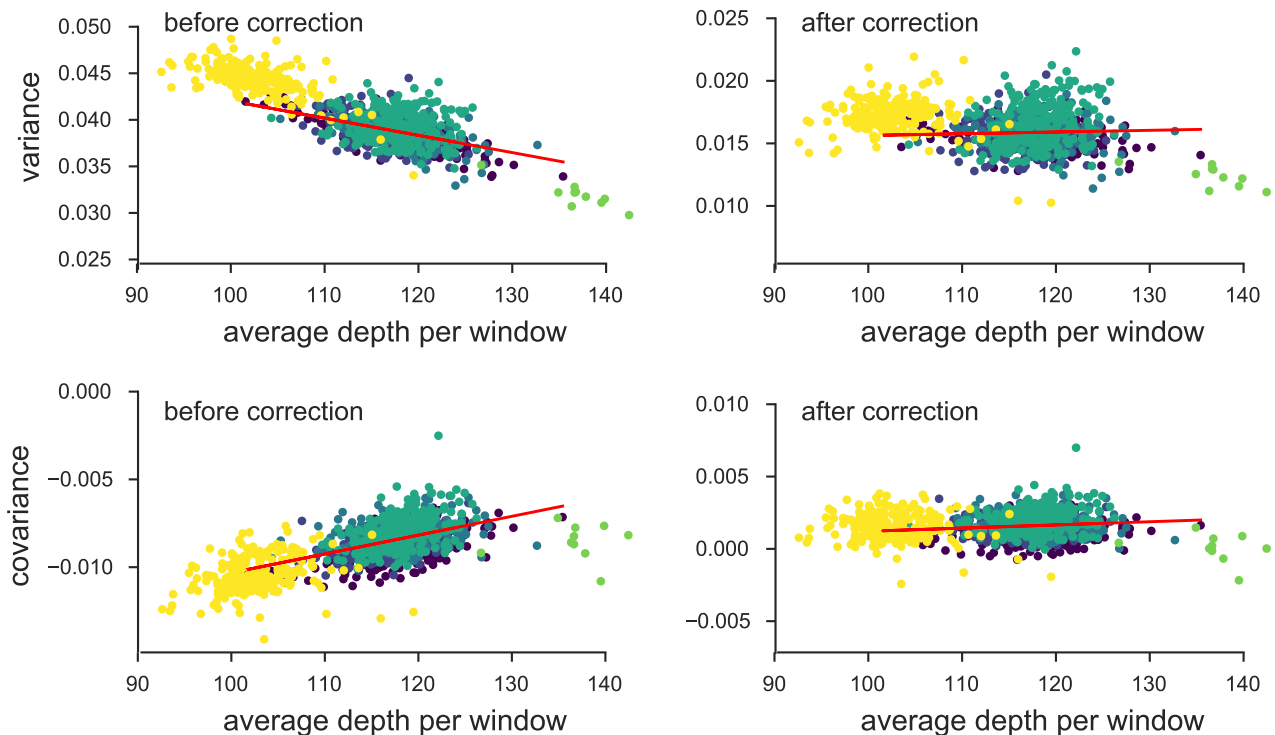 before correction
0.050
0.045
0.040
0.035
0.030
0.025
variance
90 100 110 120 130 140
average depth per window
after correction
0.025
0.020
0.015
0.010
90 100 110 120 130 140
average depth per window
before correction
0.000
−0.005
−0.010
covariance
90 100 110 120 130 140
average depth per window
after correction
0.010
0.005
0.000
−0.005
90 100 110 120 130 140
average depth per window